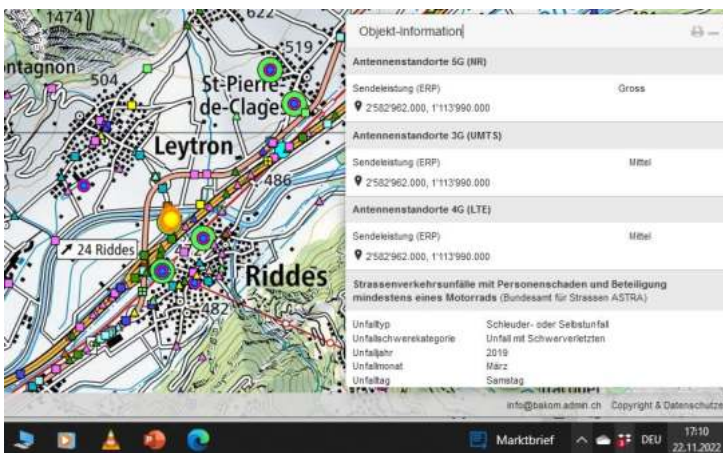 1474
622
519
ntagnon
504
St-Pierre-
de-Clage
Leytron
486
24 Riddes
47
Riddes
482
Objekt-Information
Antennenstandorte 5G (NR)
Sendeleistung (ERP) Gross
2'582'962.000, 1'113'990.000
Antennenstandorte 3G (UMTS)
Sendeleistung (ERP) Mittel
2'582'962.000, 1'113'990.000
Antennenstandorte 4G (LTE)
Sendeleistung (ERP) Mittel
2'582'962.000, 1'113'990.000
Strassenverkehrsunfälle mit Personenschaden und Beteiligung
mindestens eines Motorrads (Bundesamt für Strassen ASTRA)
Unfalltyp Schleuder- oder Selbstunfall
Unfallschwerekategorie Unfall mit Schwerverletzten
Unfalljahr 2019
Unfallmonat März
Unfalltag Samstag
info@bakom.admin.ch Copyright & Datenschutze
Marktbrief DEU 17:10
22.11.2022